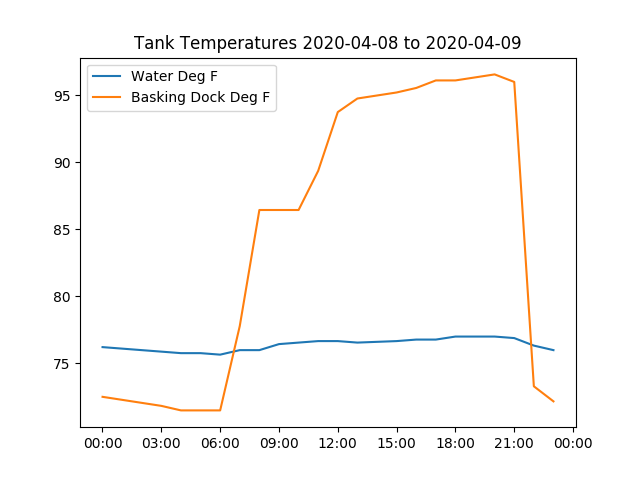 Tank Temperatures 2020-04-08 to 2020-04-09
Water Deg F
Basking Dock Deg F
95
90
85
80
75
00:00 03:00 06:00 09:00 12:00 15:00 18:00 21:00 00:00